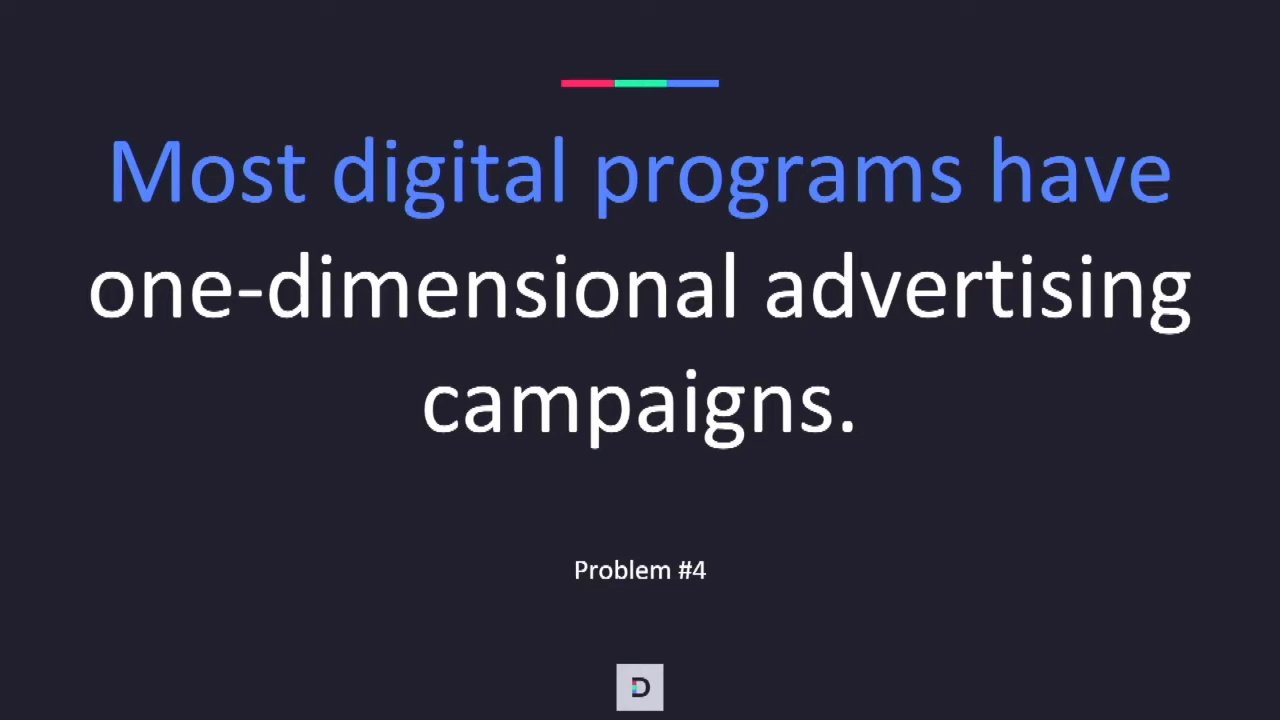 Most digital programs have
one-dimensional advertising
campaigns.
Problem #4
D